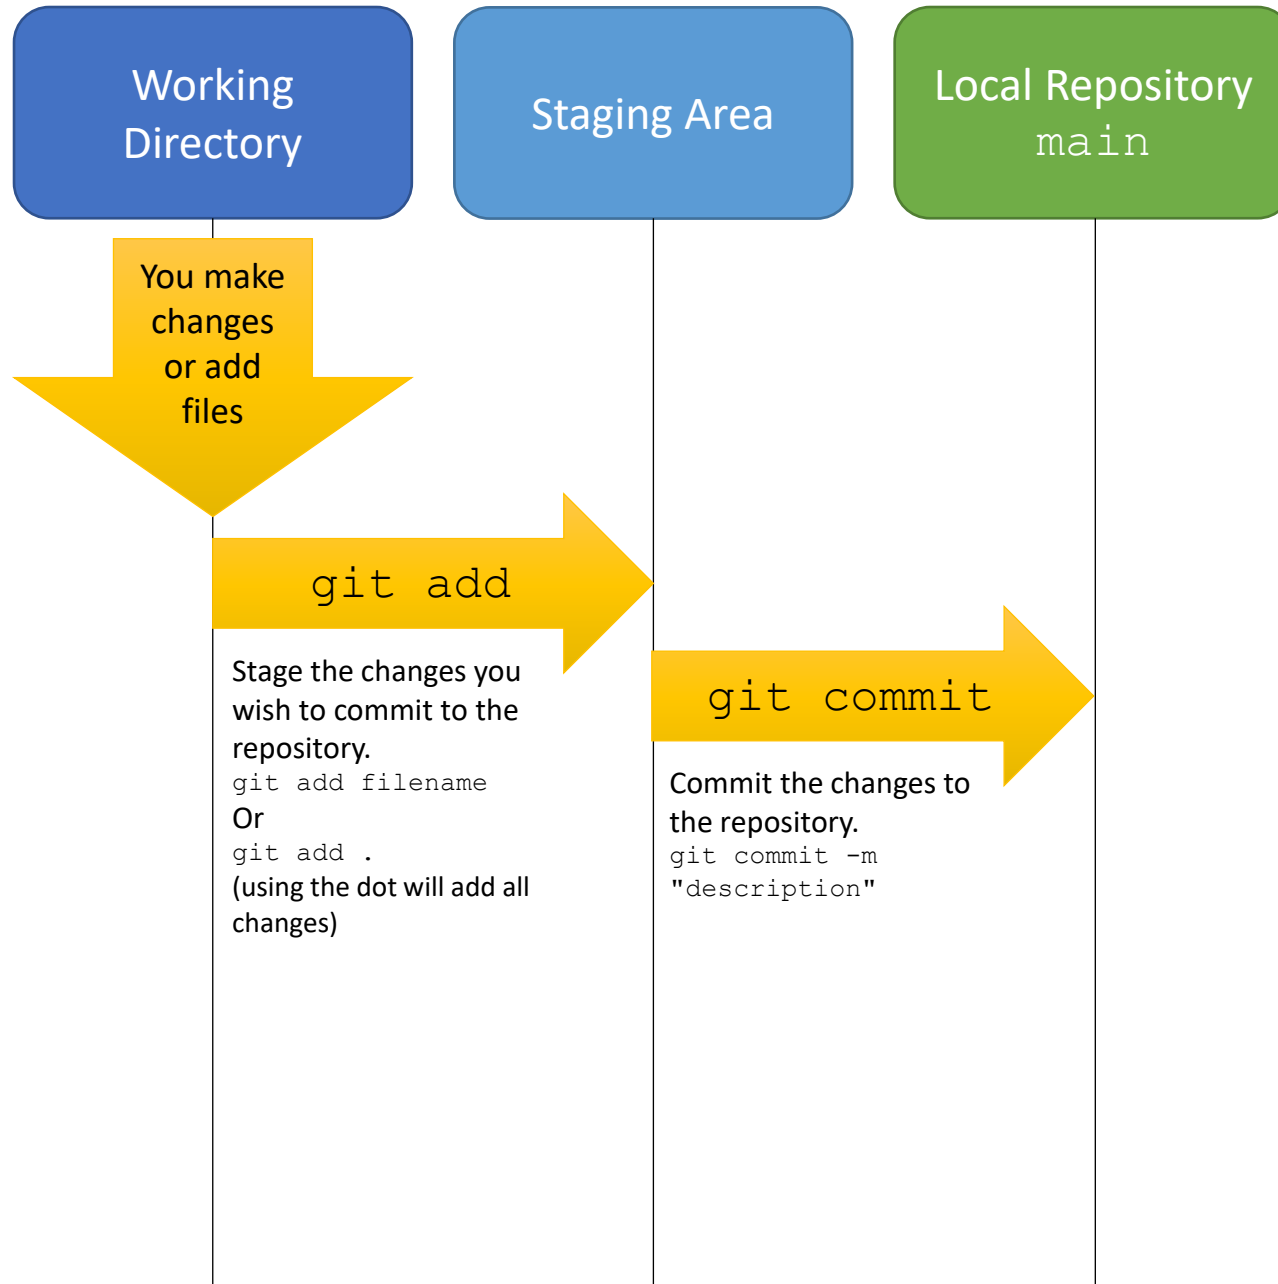 Working
Directory
Staging Area
Local Repository
main
You make
changes
or add
files
git add
Stage the changes you
wish to commit to the
repository.
git add filename
Or
git add .
(using the dot will add all
changes)
git commit
Commit the changes to
the repository.
git commit -m
"description"